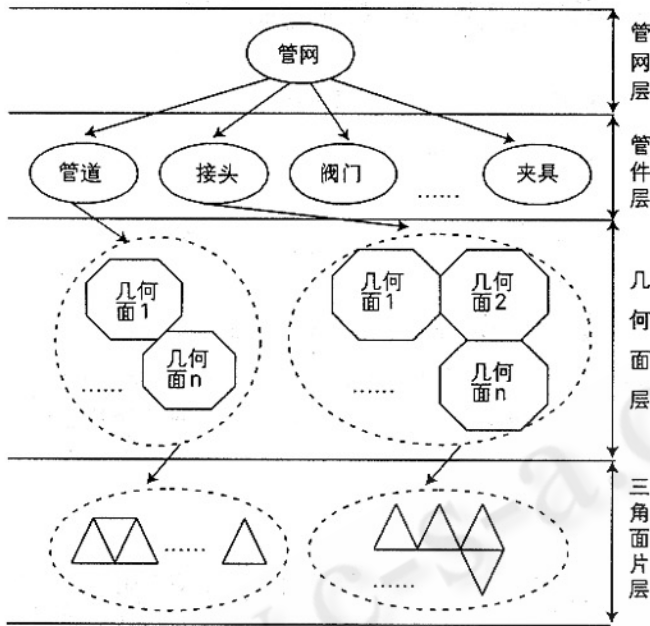 管网
管网层
管道
接头
阀门
......
夹具
管件层
几何
面1
几何
面n
......
几何
面1
几何
面2
几何
面n
......
几何面层
......
......
三角面片层